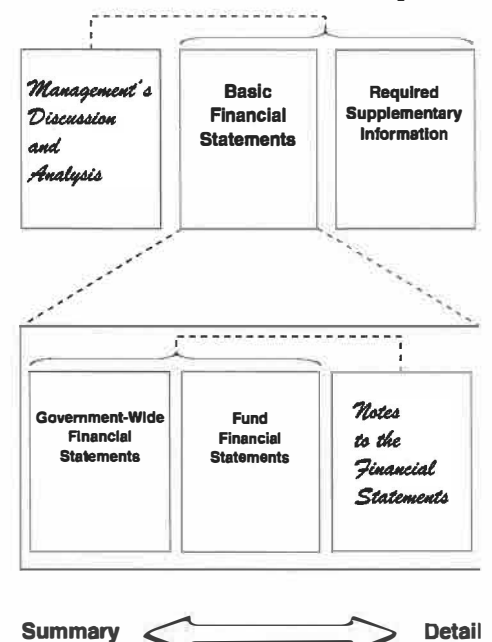 Management's
Discussion
and
Analysis
Basic
Financial
Statements
Required
Supplementary
Information
Government-Wide
Financial
Statements
Fund
Financial
Statements
Notes
to the
Financial
Statements
Summary
Detail